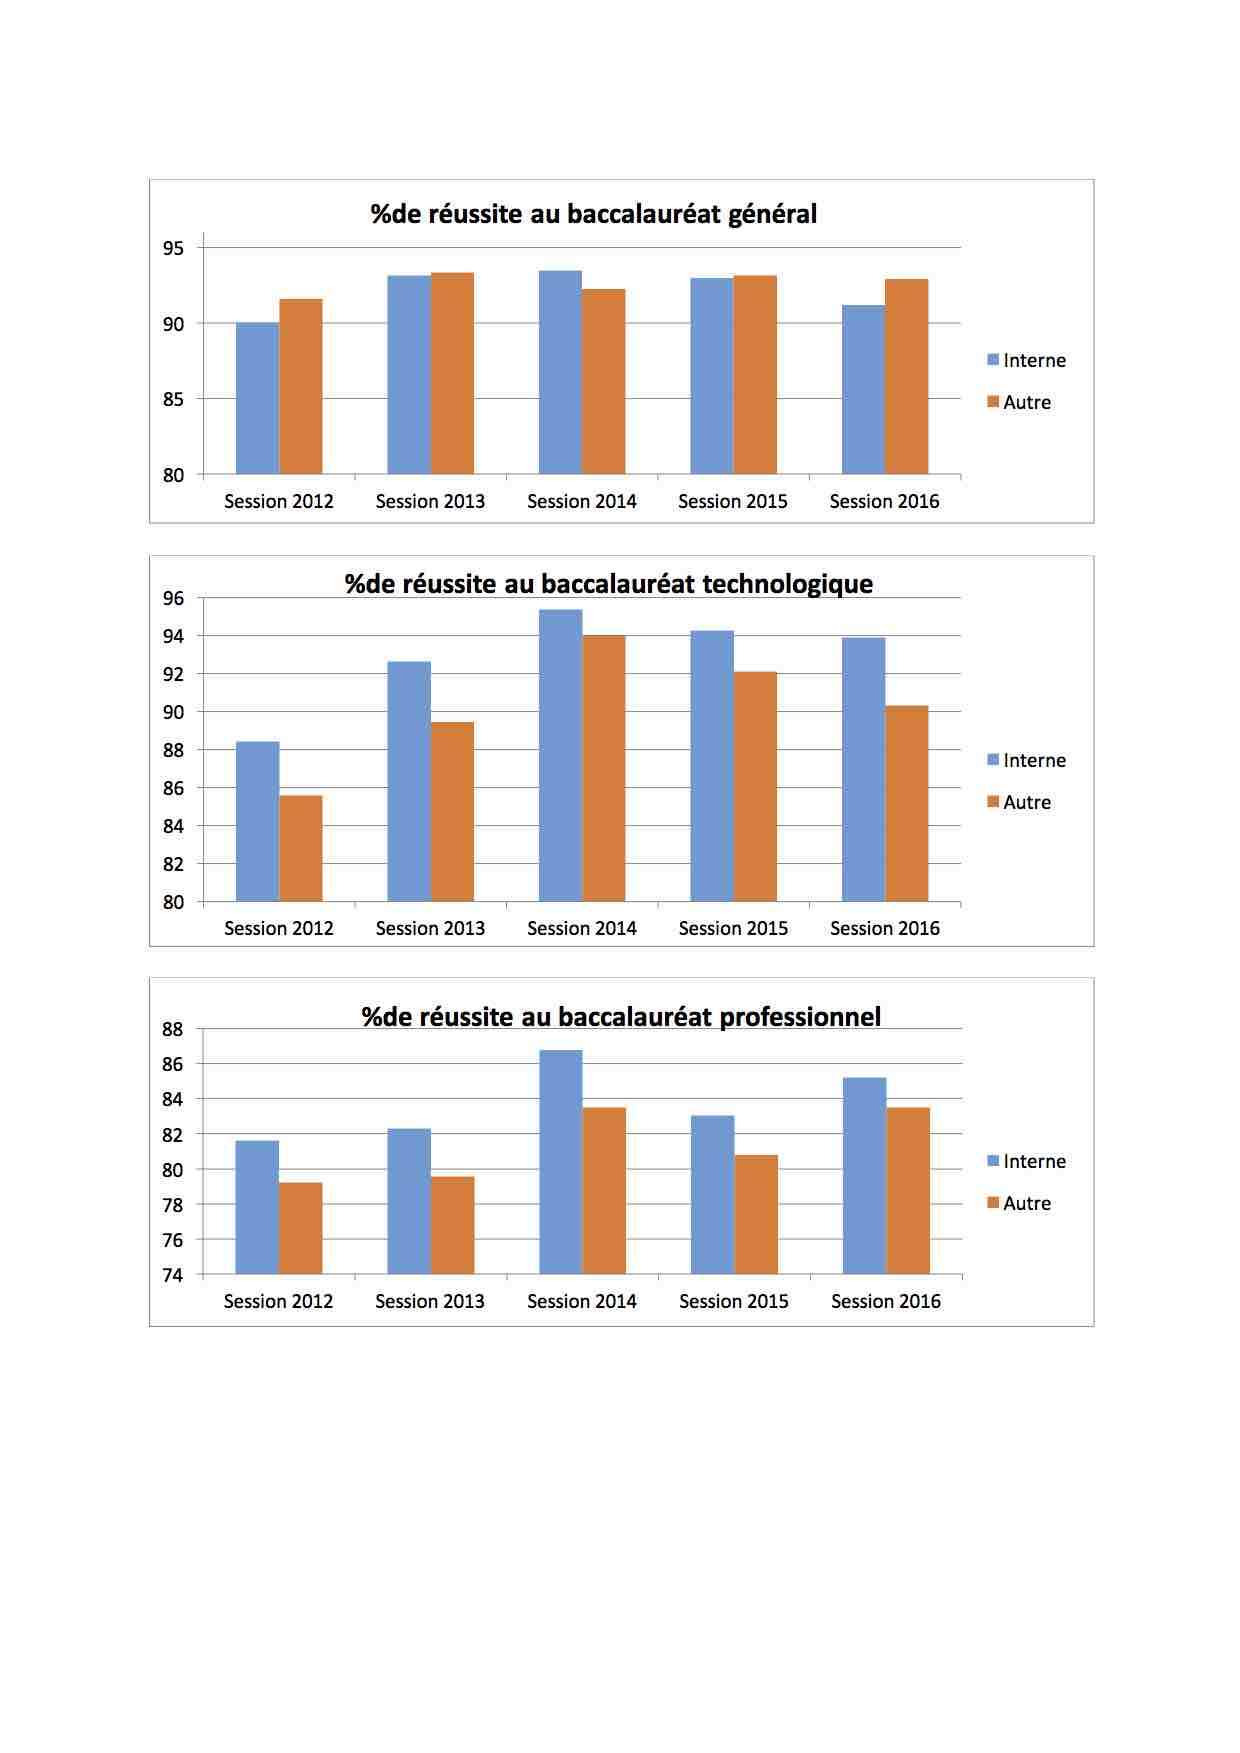 %de réussite au baccalauréat général
95
90
85
80
Session 2012 Session 2013 Session 2014 Session 2015 Session 2016
Interne
Autre
%de réussite au baccalauréat technologique
96
94
92
90
88
86
84
82
80
Session 2012 Session 2013 Session 2014 Session 2015 Session 2016
Interne
Autre
%de réussite au baccalauréat professionnel
88
86
84
82
80
78
76
74
Session 2012 Session 2013 Session 2014 Session 2015 Session 2016
Interne
Autre